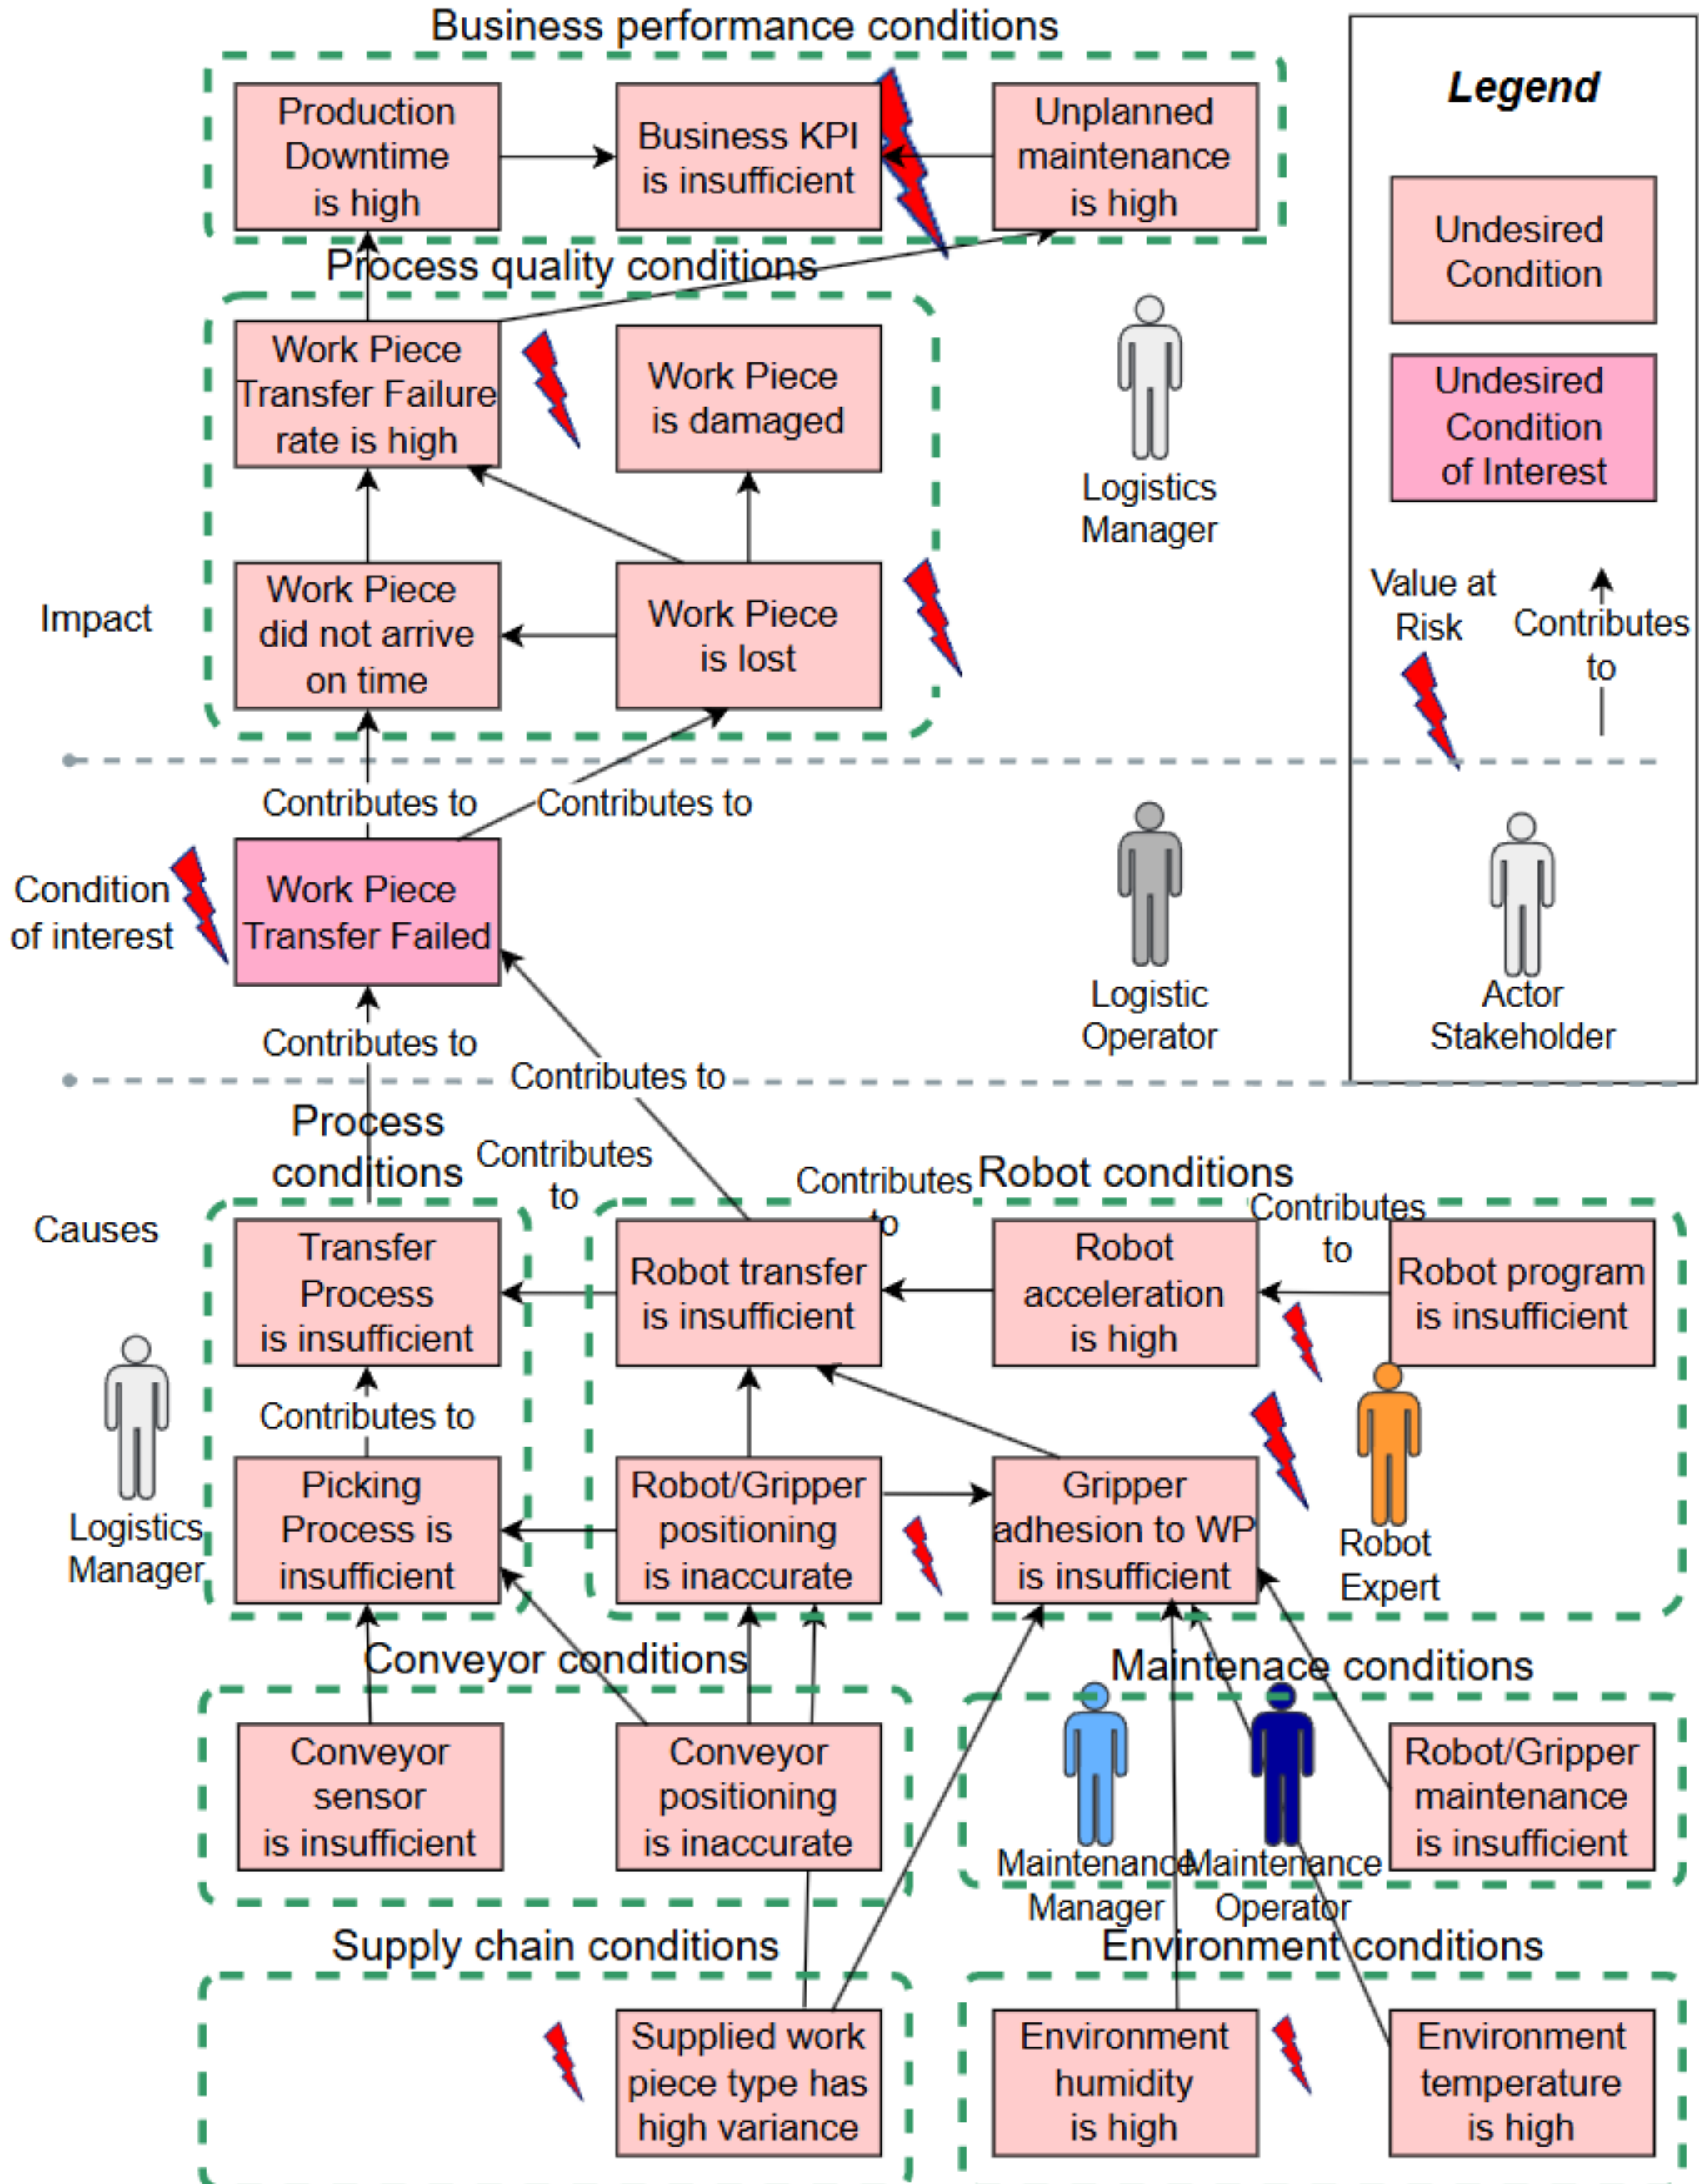 Business performance conditions
Production
Downtime
is high
Business KPI
is insufficient
Unplanned
maintenance
is high
Legend
Undesired
Condition
Undesired
Condition
of Interest
Value at
Risk
Contributes
to
Actor
Stakeholder
Process quality conditions
Work Piece
Transfer Failure
rate is high
Work Piece
is damaged
Logistics
Manager
Impact
Work Piece
did not arrive
on time
Work Piece
is lost
Contributes to
Contributes to
Condition
of interest
Work Piece
Transfer Failed
Logistic
Operator
Contributes to
Contributes to
Process
conditions
Contributes
to
Contributes
to
Robot conditions
Contributes
to
Causes
Transfer
Process
is insufficient
Robot transfer
is insufficient
Robot
acceleration
is high
Robot program
is insufficient
Contributes to
Logistics
Manager
Picking
Process is
insufficient
Robot/Gripper
positioning
is inaccurate
Gripper
adhesion to WP
is insufficient
Robot
Expert
Conveyor conditions
Maintenace conditions
Conveyor
sensor
is insufficient
Conveyor
positioning
is inaccurate
Maintenance
Manager
Maintenance
Operator
Robot/Gripper
maintenance
is insufficient
Supply chain conditions
Environment conditions
Supplied work
piece type has
high variance
Environment
humidity
is high
Environment
temperature
is high